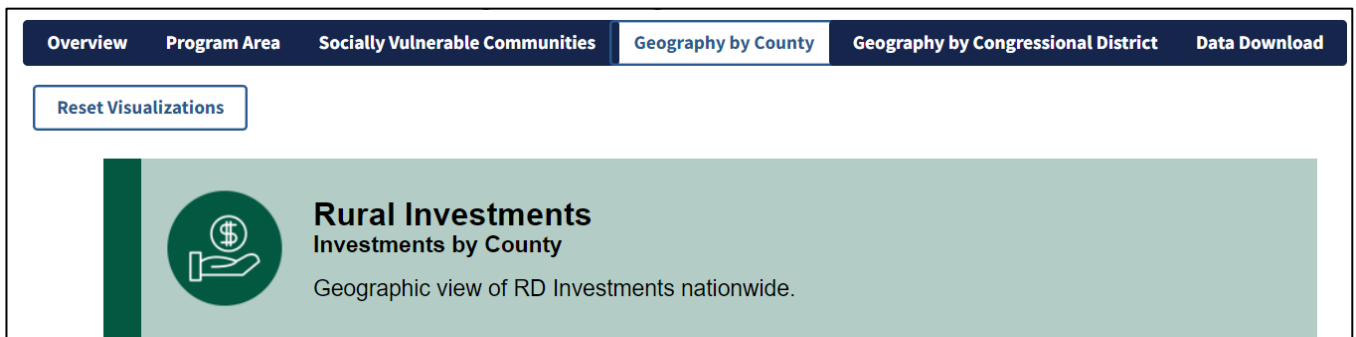 Overview Program Area Socially Vulnerable Communities Geography by County Geography by Congressional District Data Download
Reset Visualizations
$
Rural Investments
Investments by County
Geographic view of RD Investments nationwide.